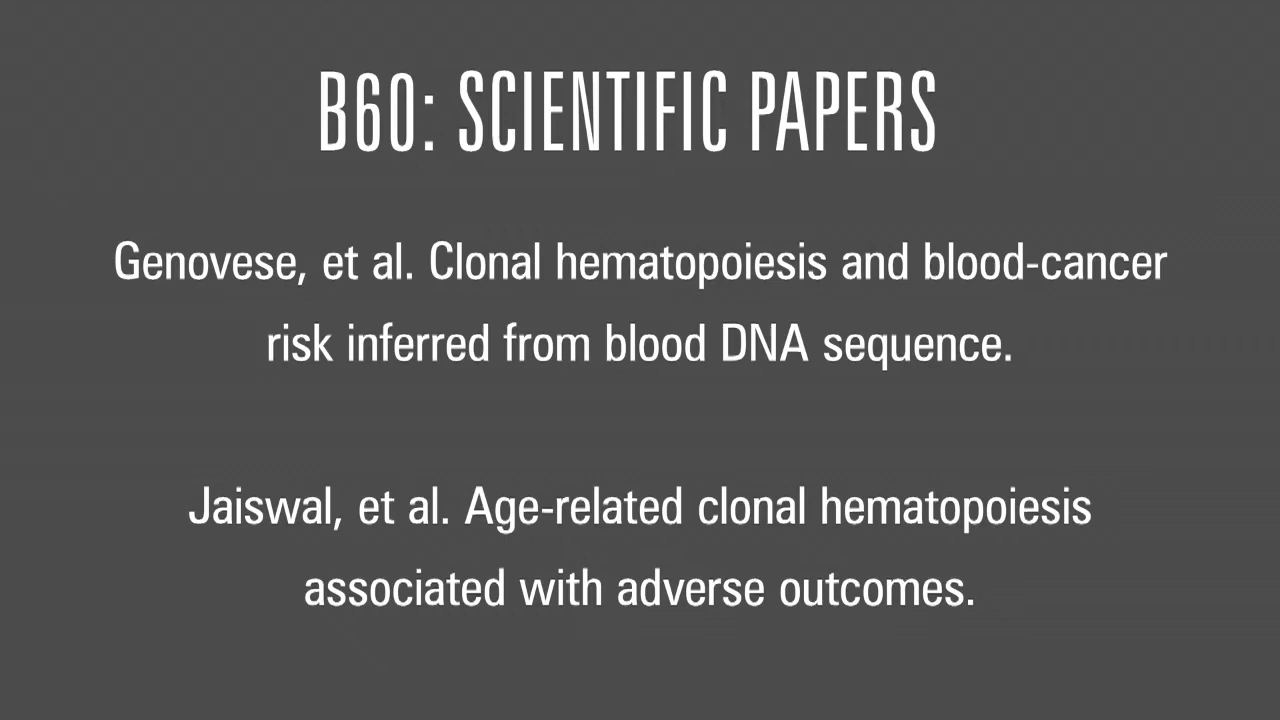 B60: SCIENTIFIC PAPERS
Genovese, et al. Clonal hematopoiesis and blood-cancer
risk inferred from blood DNA sequence.
Jaiswal, et al. Age-related clonal hematopoiesis
associated with adverse outcomes.